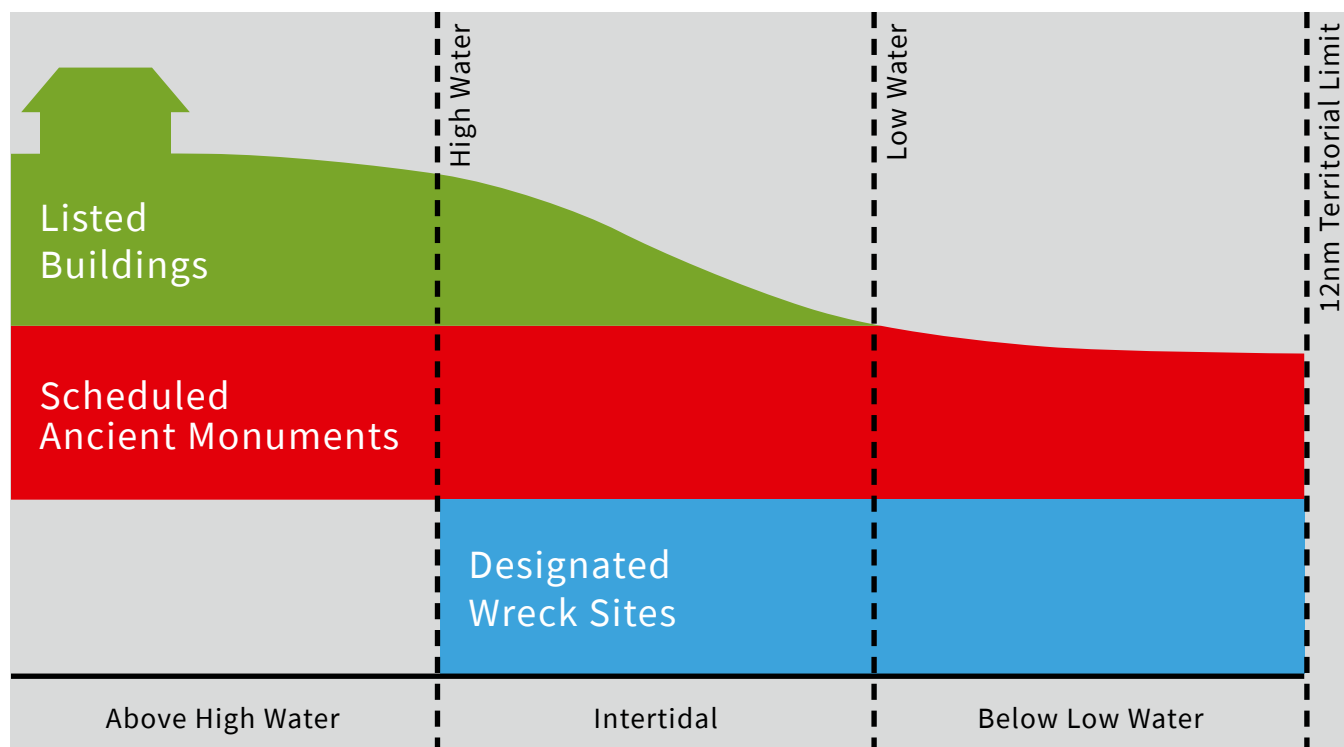 High Water
Low Water
12nm Territorial Limit
Listed
Buildings
Scheduled
Ancient Monuments
Designated
Wreck Sites
Above High Water
Intertidal
Below Low Water